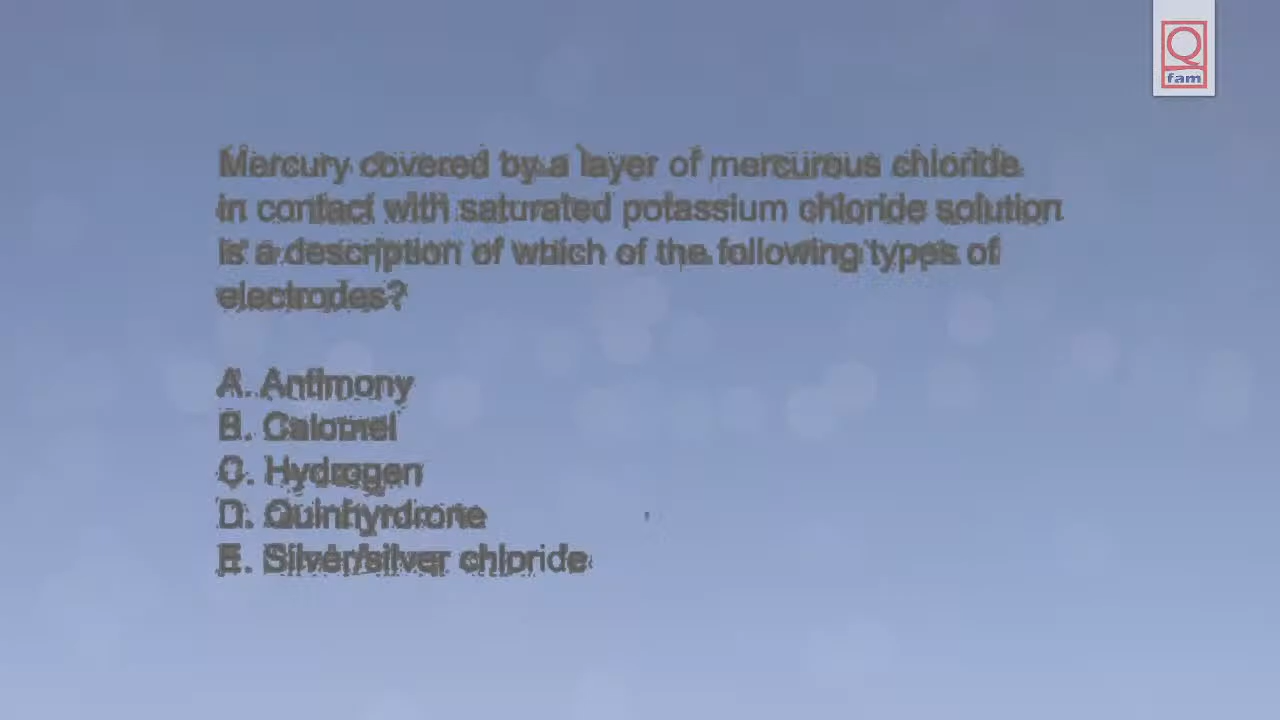 Q
fam
Mercury covered by a layer of mercurous chloride
in contact with saturated potassium chloride solution
is a description of which of the following types of
electrodes?
A. Antimony
B. Calomel
C. Hydrogen
D. Quinhyrdrone
E. Silver/silver chloride